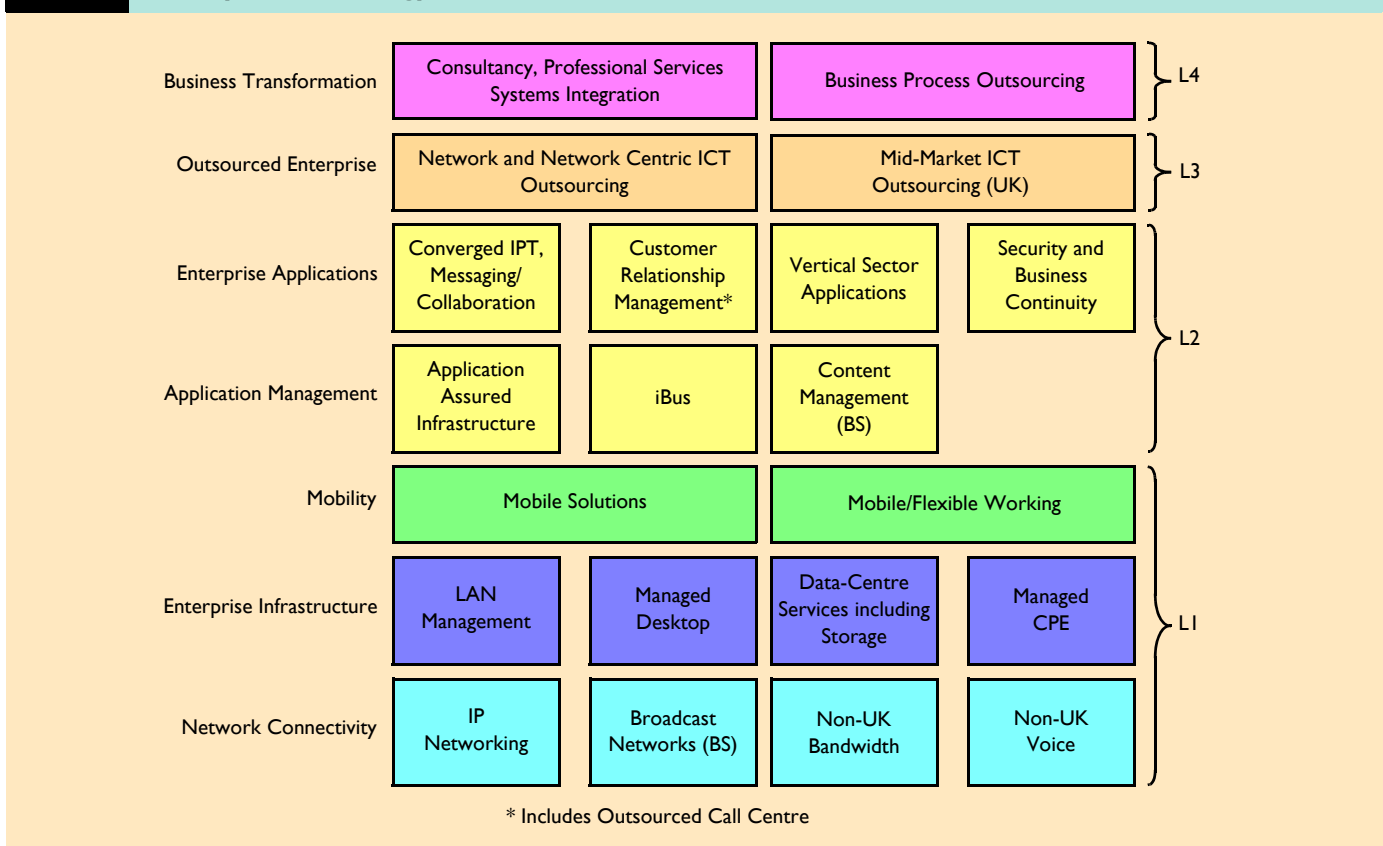 Business Transformation
Consultancy, Professional Services
Systems Integration
Business Process Outsourcing
L4
Outsourced Enterprise
Network and Network Centric ICT
Outsourcing
Mid-Market ICT
Outsourcing (UK)
L3
Enterprise Applications
Converged IPT,
Messaging/
Collaboration
Customer
Relationship
Management*
Vertical Sector
Applications
Security and
Business
Continuity
L2
Application Management
Application
Assured
Infrastructure
iBus
Content
Management
(BS)
Mobility
Mobile Solutions
Mobile/Flexible Working
Enterprise Infrastructure
LAN
Management
Managed
Desktop
Data-Centre
Services including
Storage
Managed
CPE
L1
Network Connectivity
IP
Networking
Broadcast
Networks (BS)
Non-UK
Bandwidth
Non-UK
Voice
* Includes Outsourced Call Centre